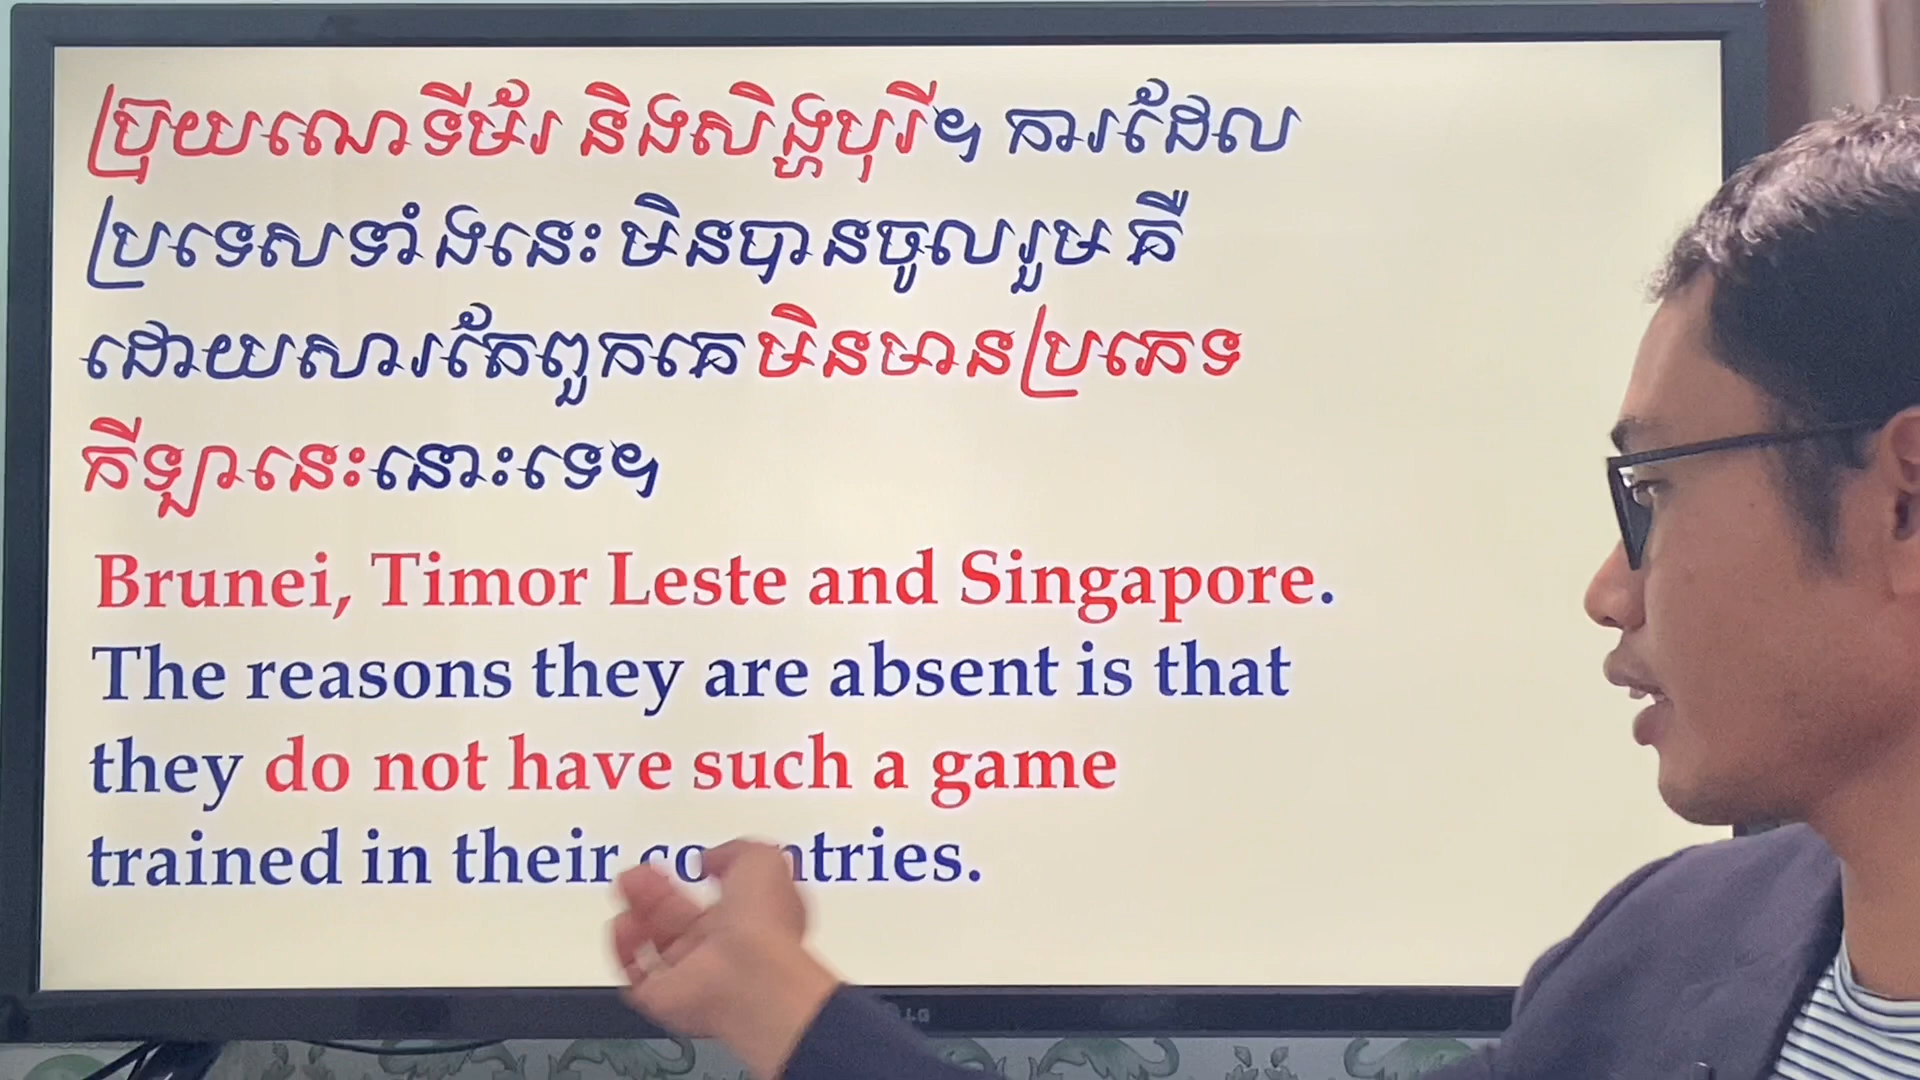 ប្រុយណេទីម័រ និងសិង្ហបុរី។ ការដែល
ប្រទេសទាំងនេះ មិនបានចូលរួម គឺ
ដោយសារតែពួកគេ មិនមានប្រភេទ
កីឡានេះនោះទេ។
Brunei, Timor Leste and Singapore.
The reasons they are absent is that
they do not have such a game
trained in their countries.
LG